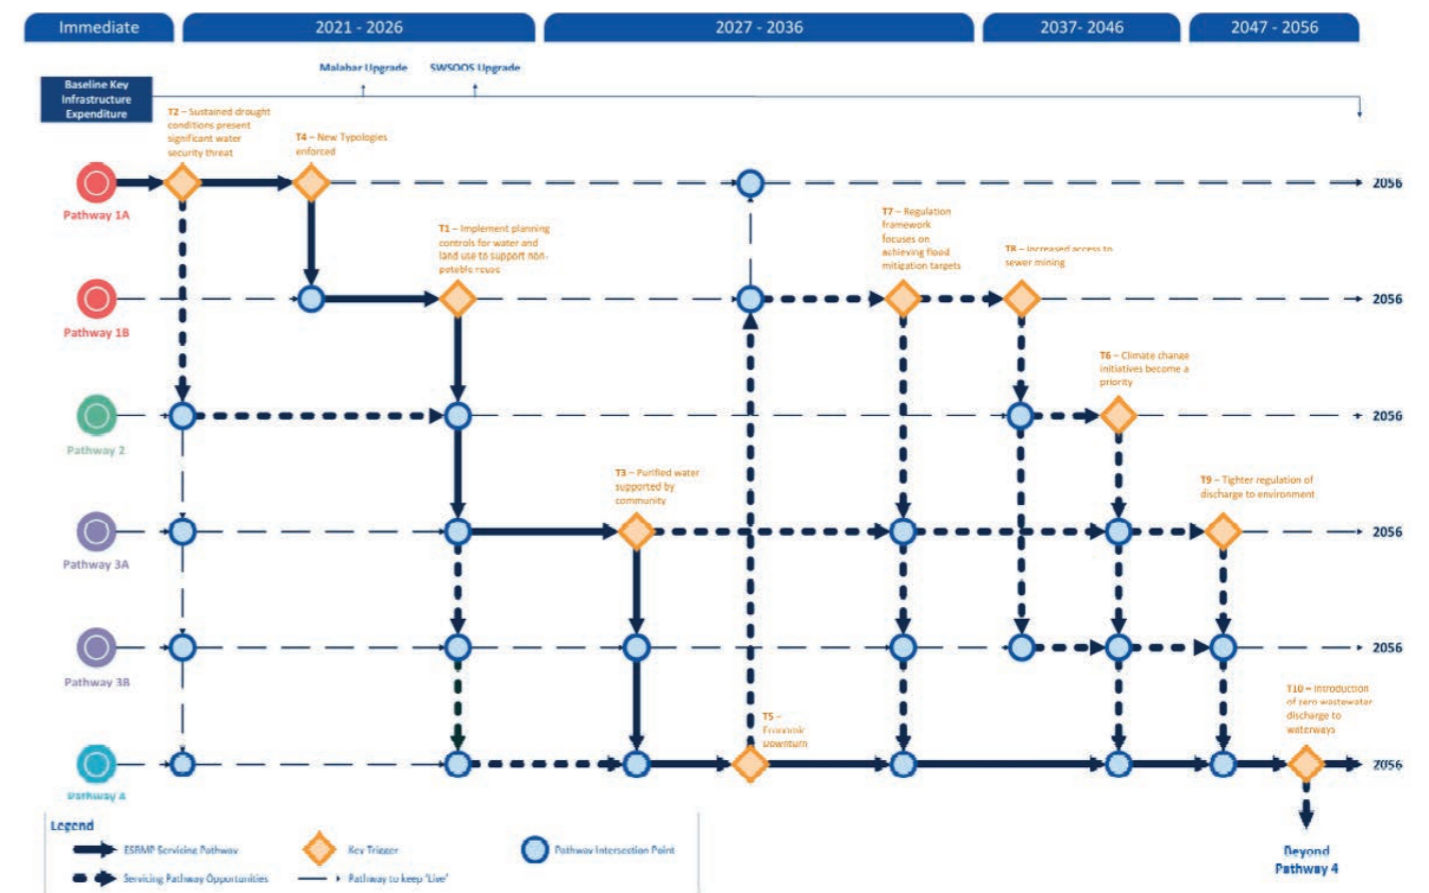 Immediate
2021 - 2026
2027 - 2036
2037- 2046
2047 - 2056
Malabar Upgrade
SWSOOS Upgrade
Baseline Key
Infrastructure
Expenditure
T2 – Sustained drought
conditions present
significant water
security threat
T4 – New Typologies
enforced
Pathway 1A
2056
T1 – Implement planning
controls for water and
land use to support non-
potable reuse
T7 – Regulation
framework
focuses on
achieving flood
mitigation targets
T8 – Increased access to
sewer mining
Pathway 1B
2056
T6 – Climate change
initiatives become a
priority
Pathway 2
2056
T3 – Purified water
supported by
community
T9 – Tighter regulation of
discharge to environment
Pathway 3A
2056
Pathway 3B
2056
T5 –
Economic
Downturn
T10 – Introduction
of zero wastewater
discharge to
waterways
Pathway 4
2056
Beyond
Pathway 4
Legend
ESRMP Servicing Pathway
Key Trigger
Pathway Intersection Point
Servicing Pathway Opportunities
Pathway to keep 'Live'